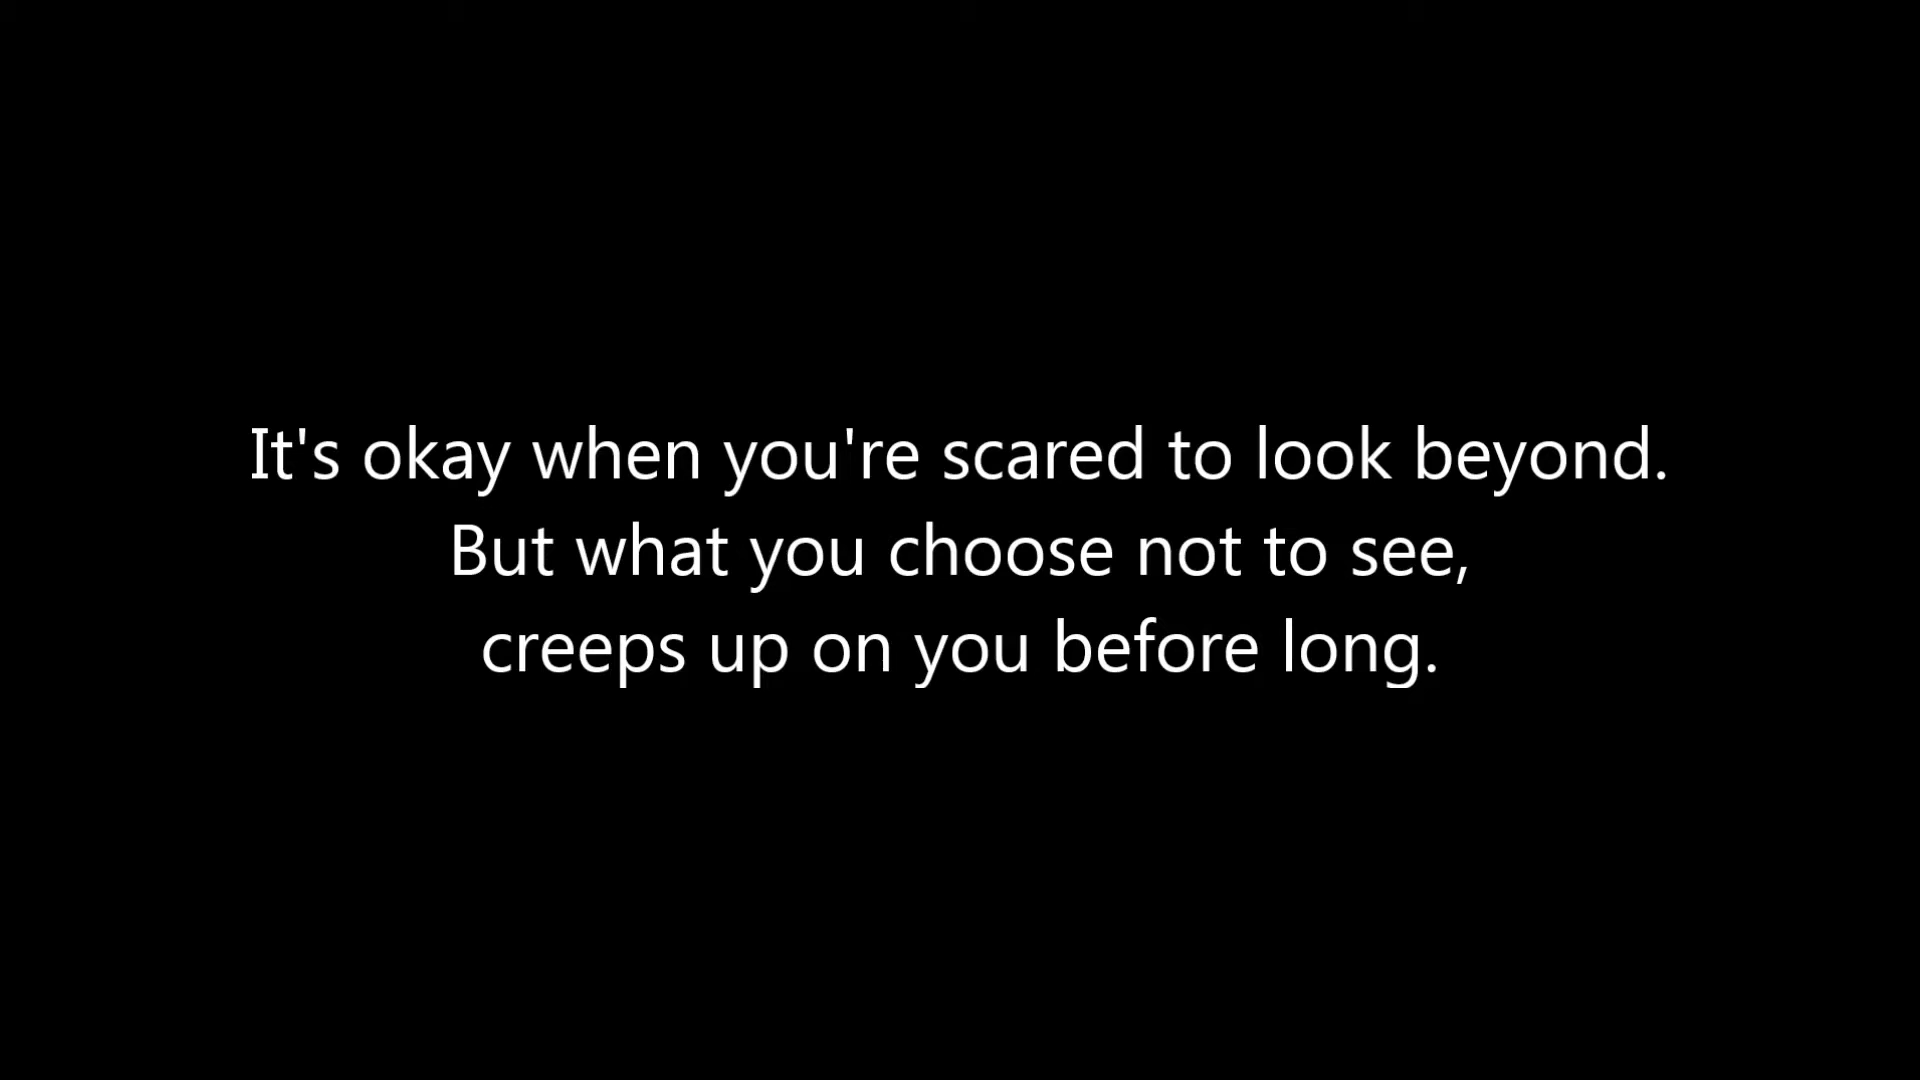 It's okay when you're scared to look beyond.
But what you choose not to see,
creeps up on you before long.